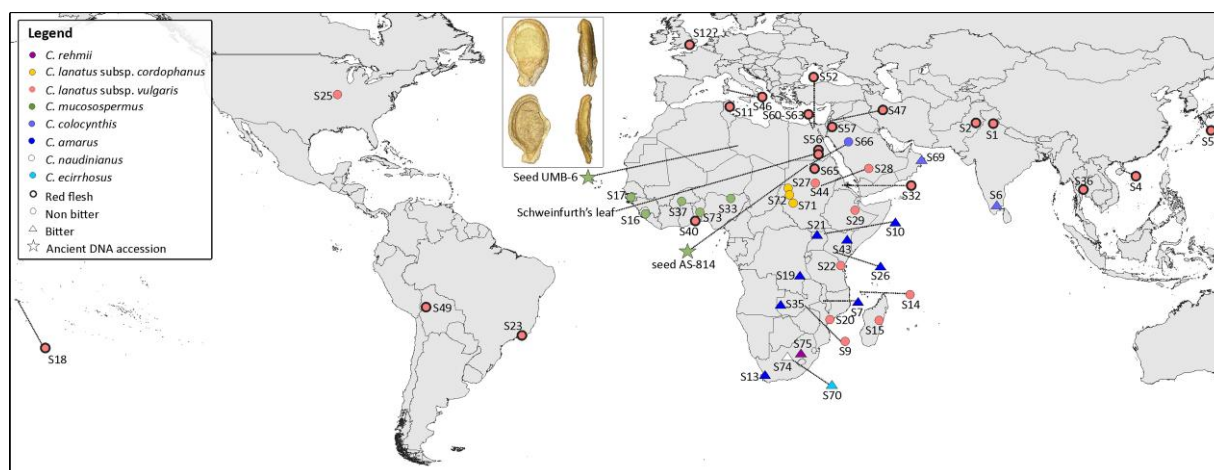 Legend
C. rehmii
C. lanatus subsp. cordophanus
C. lanatus subsp. vulgaris
C. mucosospermus
C. colocynthis
C. amarus
C. naudinianus
C. ecirrhosus
Red flesh
Non bitter
Bitter
Ancient DNA accession
S25
S18
S49
S23
S12?
S52
S11
S46
S60-S63
S57
S47
S56
S66
S69
S65
S2
S1
S5
S36
S4
S6
Seed UMB-6
S17
Schweinfurth's leaf
S16
S37
S33
S73
S40
seed AS-814
S27
S72
S71
S44
S28
S32
S29
S21
S10
S43
S22
S26
S19
S35
S7
S14
S20
S15
S9
S75
S74
S13
S70